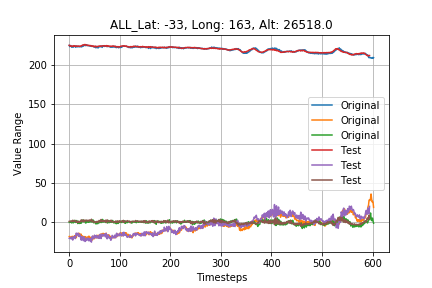 ALL_Lat: -33, Long: 163, Alt: 26518.0
Value Range
200
150
100
50
0
Original
Original
Original
Test
Test
Test
0 100 200 300 400 500 600
Timesteps